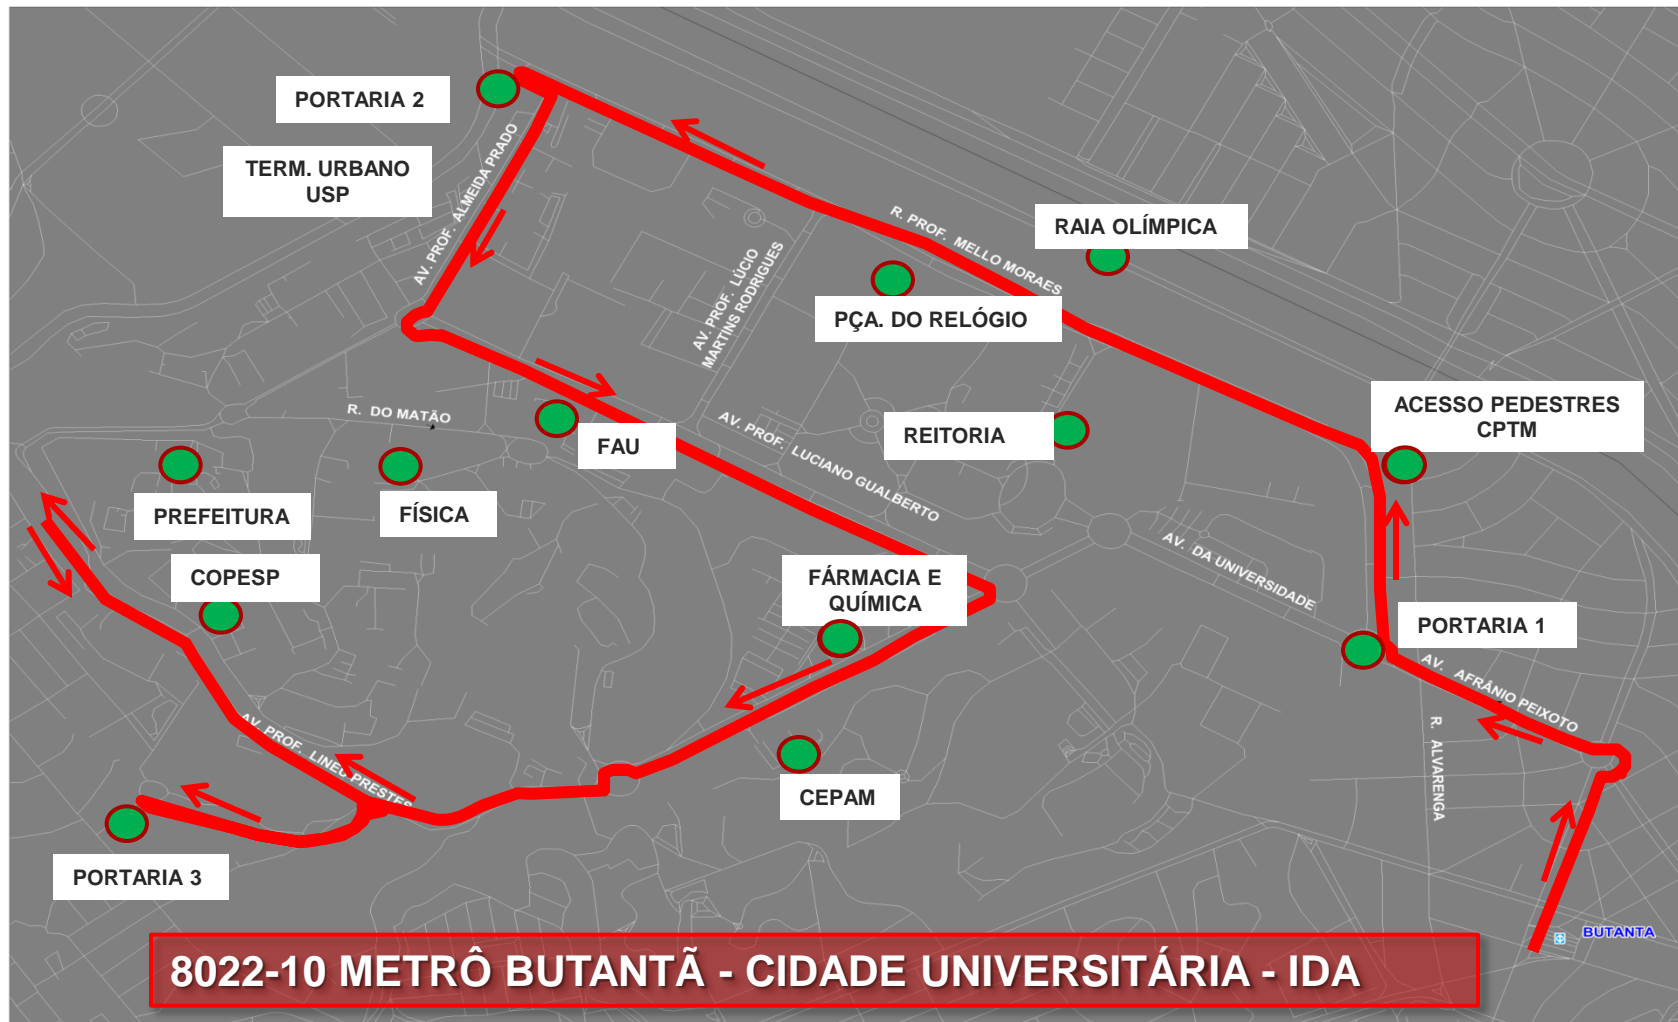 PORTARIA 2
TERM. URBANO
USP
AV. PROF. ALMEIDA PRADO
AV. PROF. LÚCIO
MARTINS RODRIGUES
R. PROF. MELLO MORAES
RAIA OLÍMPICA
PÇA. DO RELÓGIO
ACESSO PEDESTRES
CPTM
R. DO MATÃO
FAU
AV. PROF. LUCIANO GUALBERTO
REITORIA
PREFEITURA
FÍSICA
COPESP
FÁRMACIA E
QUÍMICA
AV. DA UNIVERSIDADE
PORTARIA 1
AV. AFRÂNIO PEIXOTO
R. ALVARENGA
AV. PROF. LINEU PRESTES
CEPAM
PORTARIA 3
BUTANTA
8022-10 METRÔ BUTANTÃ - CIDADE UNIVERSITÁRIA - IDA